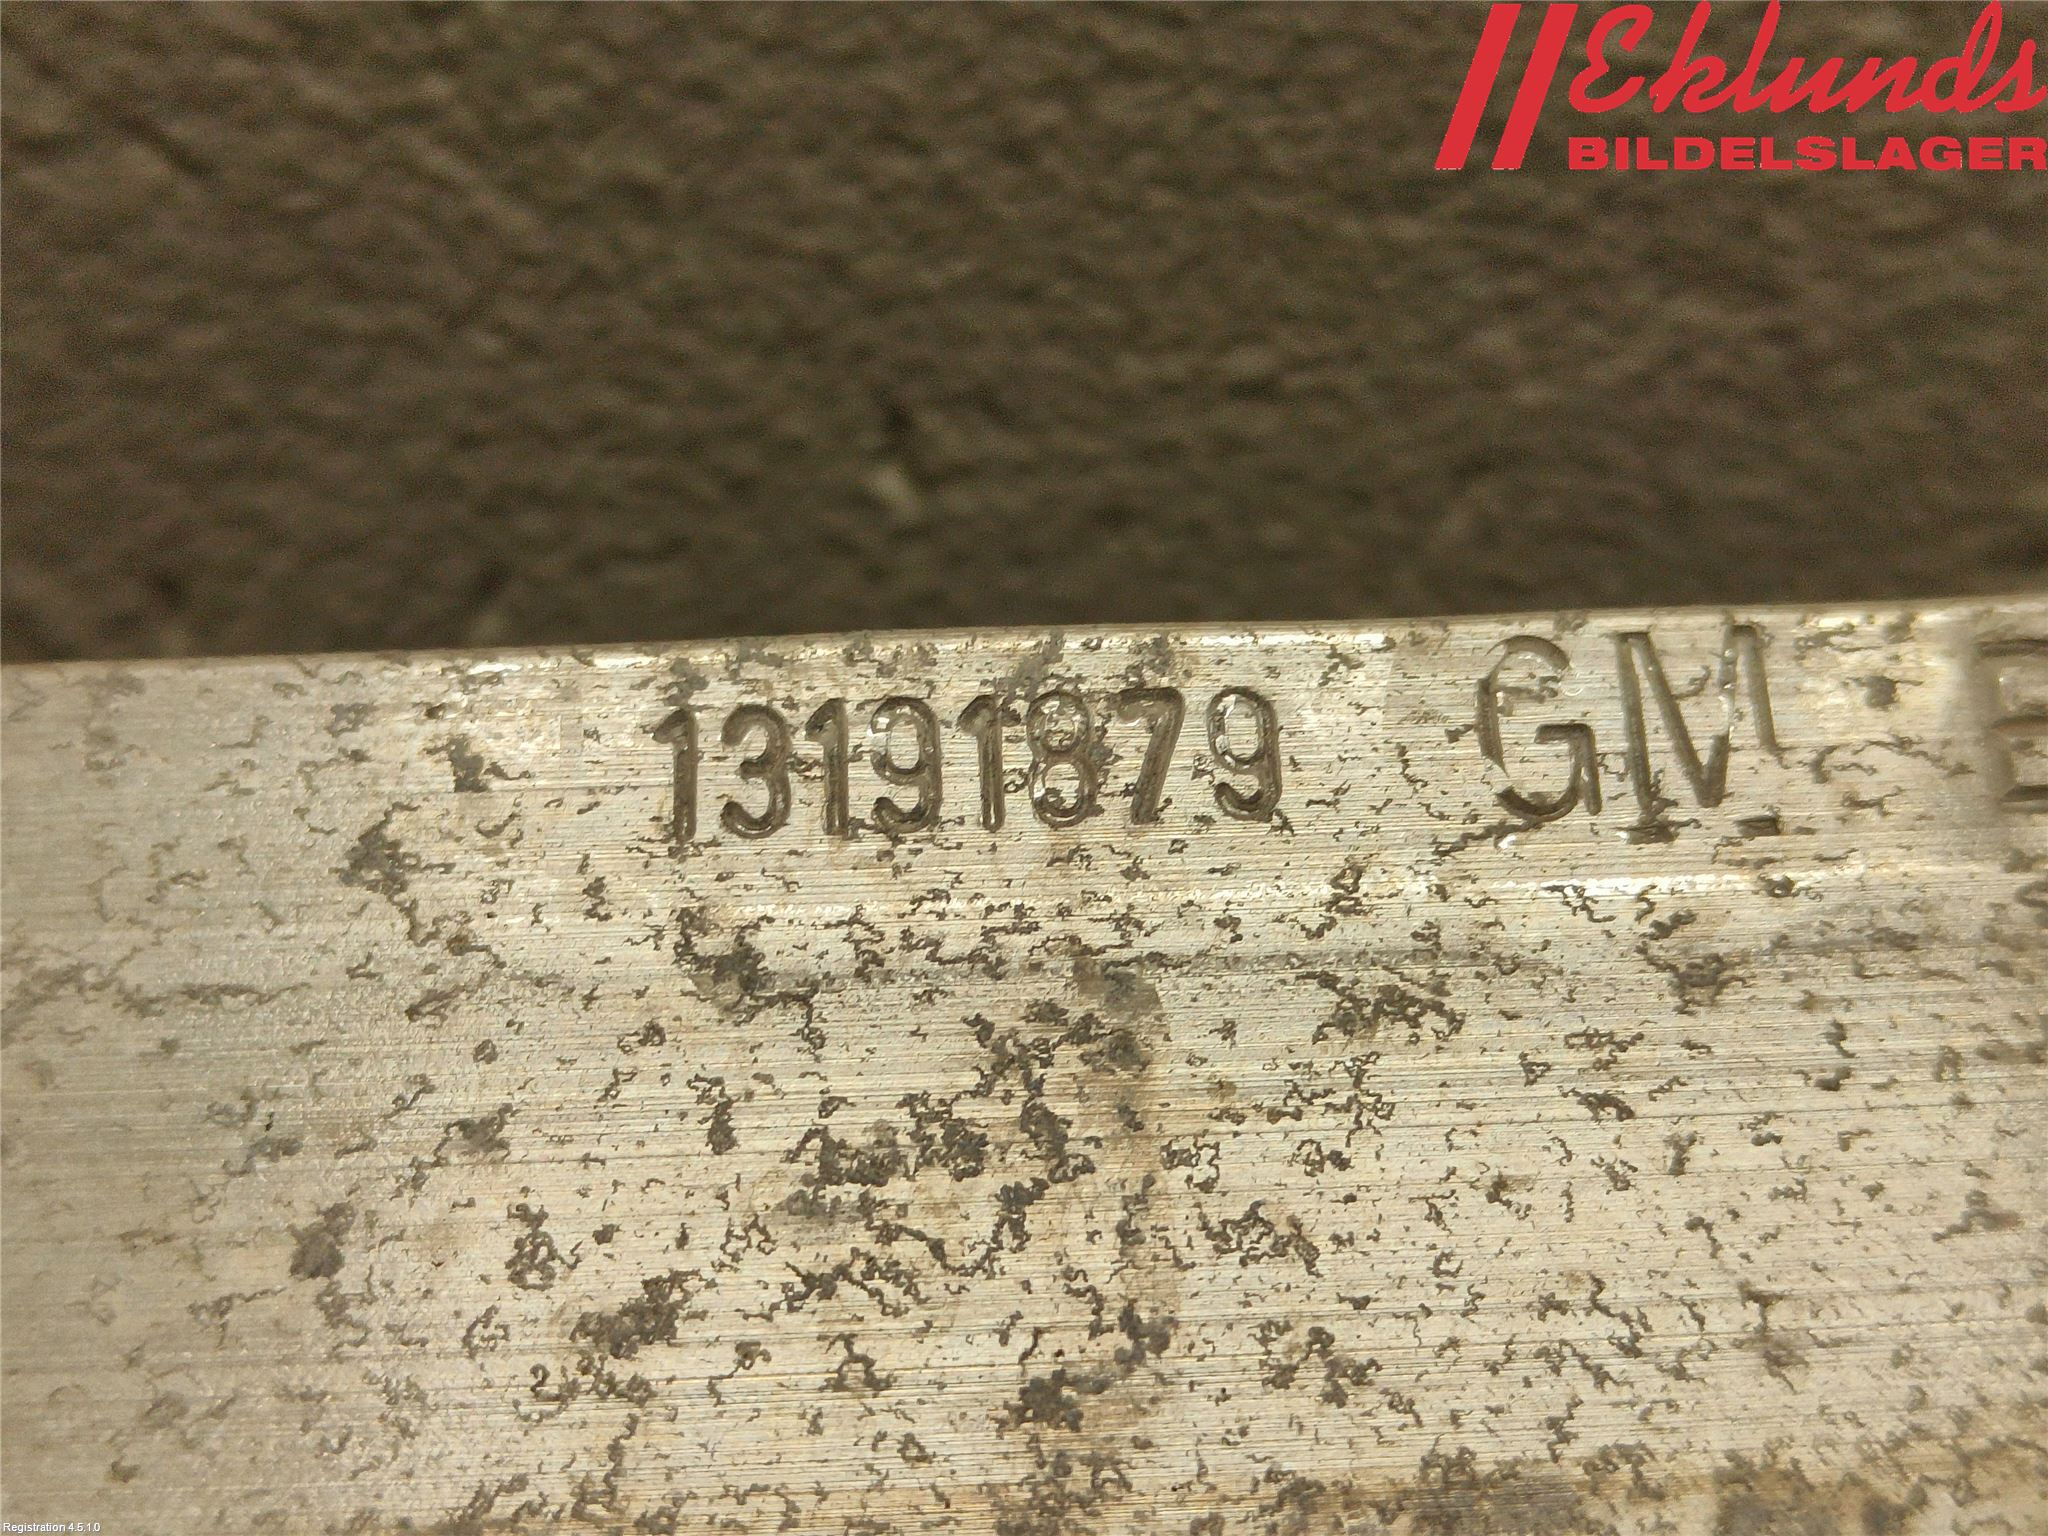 Eklunds
BILDELSLAGER
13191879 GM
Registration 4.5.1.0